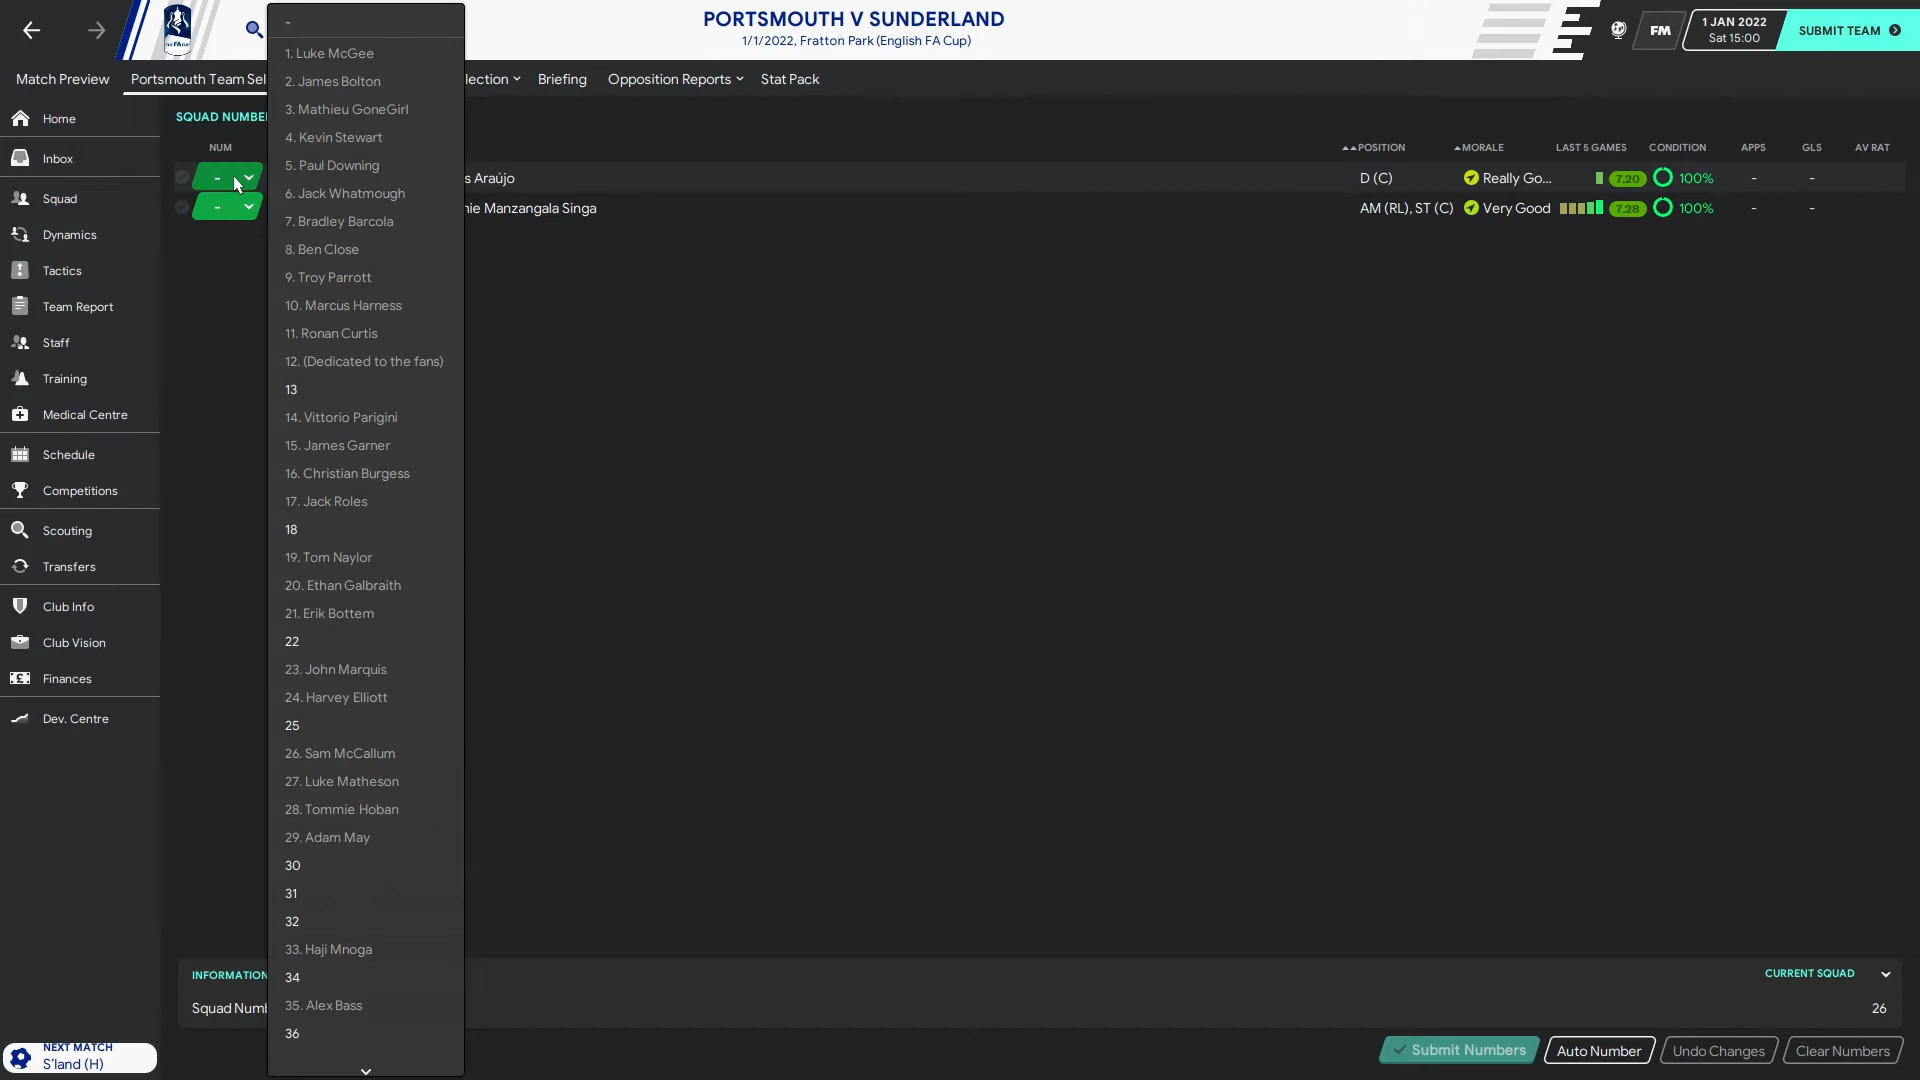 THE FA CUP
PORTSMOUTH V SUNDERLAND
1/1/2022, Fratton Park (English FA Cup)
FM
1 JAN 2022
Sat 15:00
SUBMIT TEAM
Match Preview
Portsmouth Team Sel
lection
Briefing
Opposition Reports
Stat Pack
Home
Inbox
Squad
Dynamics
Tactics
Team Report
Staff
Training
Medical Centre
Schedule
Competitions
Scouting
Transfers
Club Info
Club Vision
Finances
Dev. Centre
NEXT MATCH
S'land (H)
SQUAD NUMBE
NUM
POSITION
MORALE
LAST 5 GAMES
CONDITION
APPS
GLS
AV RAT
-
s Araújo
D (C)
Really Go...
7.20
100%
-
-
-
nie Manzangala Singa
AM (RL), ST (C)
Very Good
7.28
100%
-
-
-
1. Luke McGee
2. James Bolton
3. Mathieu GoneGirl
4. Kevin Stewart
5. Paul Downing
6. Jack Whatmough
7. Bradley Barcola
8. Ben Close
9. Troy Parrott
10. Marcus Harness
11. Ronan Curtis
12. (Dedicated to the fans)
13
14. Vittorio Parigini
15. James Garner
16. Christian Burgess
17. Jack Roles
18
19. Tom Naylor
20. Ethan Galbraith
21. Erik Bottem
22
23. John Marquis
24. Harvey Elliott
25
26. Sam McCallum
27. Luke Matheson
28. Tommie Hoban
29. Adam May
30
31
32
33. Haji Mnoga
34
35. Alex Bass
36
INFORMATION
CURRENT SQUAD
Squad Numb
26
Submit Numbers
Auto Number
Undo Changes
Clear Numbers